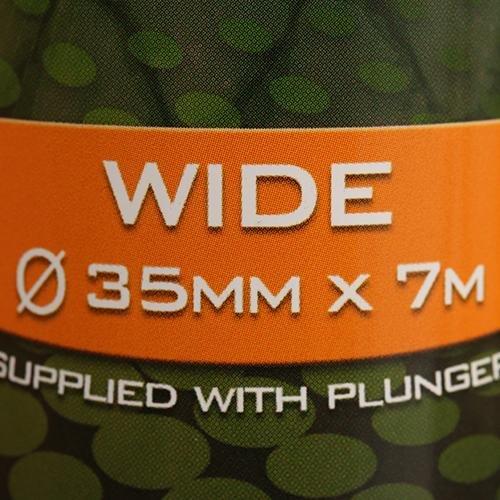 WIDE
Ø 35MM X 7M
SUPPLIED WITH PLUNGER